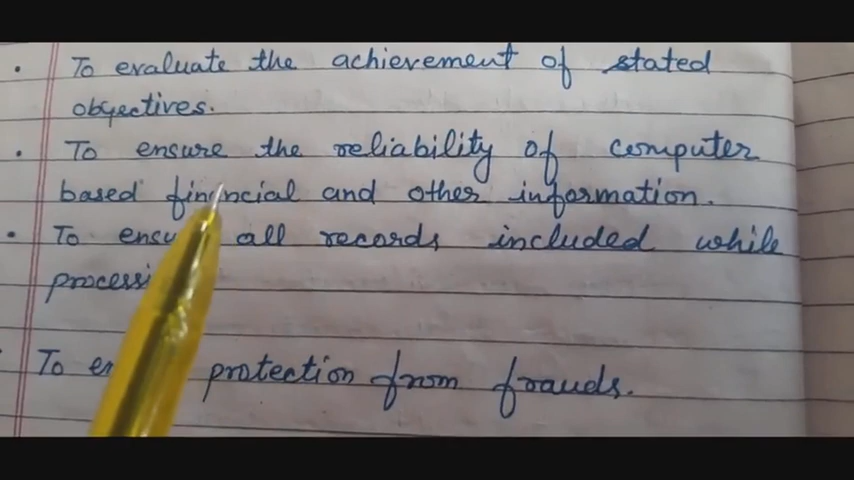 • To evaluate the achievement of stated
objectives.
• To ensure the reliability of computer
based financial and other information.
• To all records included while
To protection from frauds.